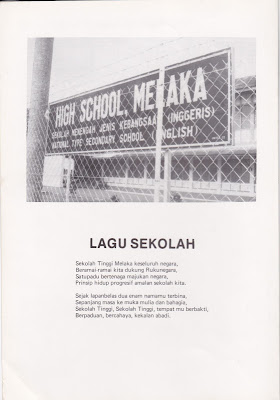 HIGH SCHOOL, MELAKA
SEKOLAH MENENGAH JENIS KEBANGSAAN (INGGERIS)
NATIONAL TYPE SECONDARY SCHOOL (ENGLISH)
LAGU SEKOLAH
Sekolah Tinggi Melaka keseluruh negara,
Beramai-ramai kita dukung Rukunegara,
Satupadu bertenaga majukan negara,
Prinsip hidup progresif amalan sekolah kita.
Sejak lapanbelas dua enam namamu terbina,
Sepanjang masa ke muka mulia dan bahagia,
Sekolah Tinggi, Sekolah Tinggi, tempat mu berbakti,
Berpaduan, bercahaya, kekalan abadi.